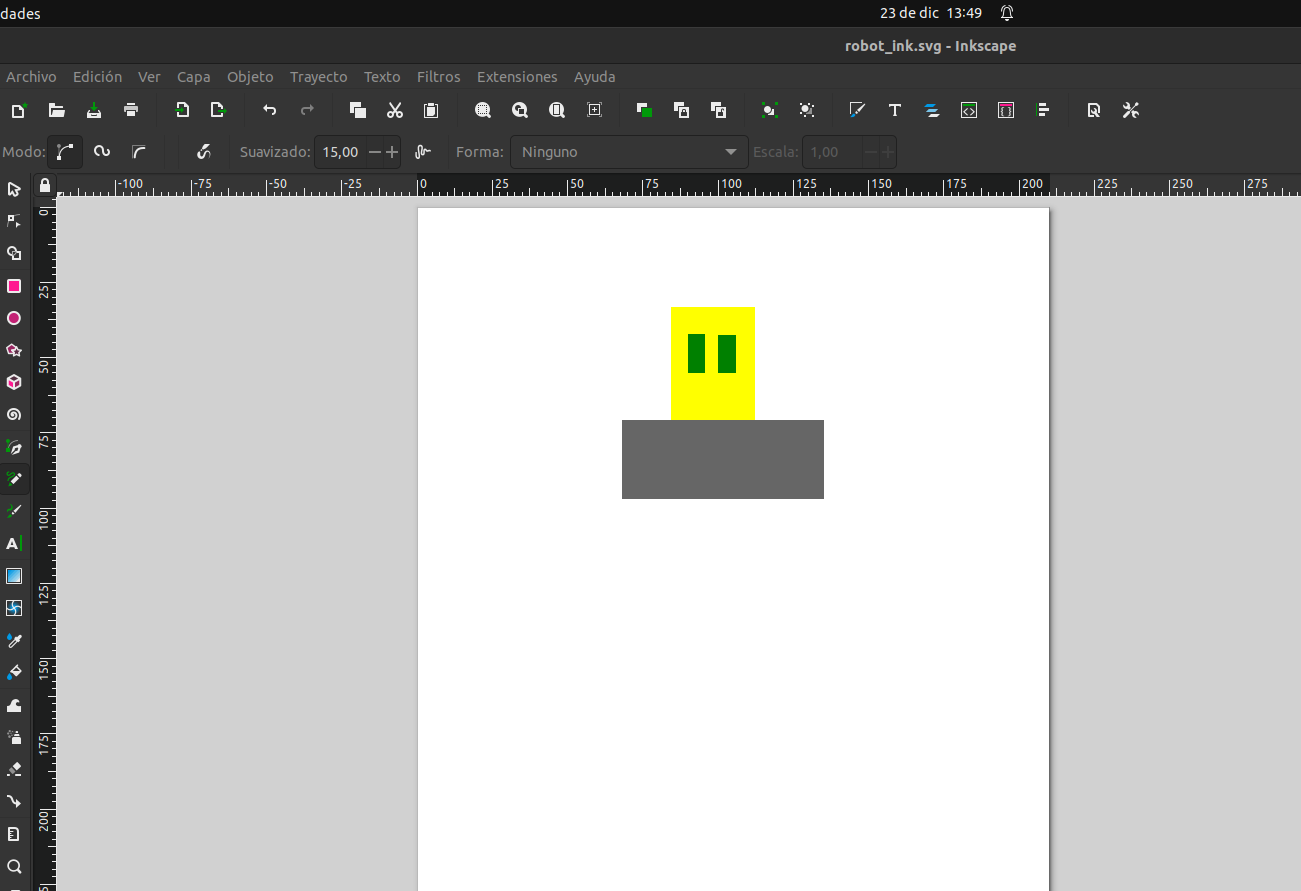 dades
23 de dic 13:49
robot_ink.svg - Inkscape
Archivo Edición Ver Capa Objeto Trayecto Texto Filtros Extensiones Ayuda
Modo: Suavizado: 15,00 Forma: Ninguno Escala: 1,00
-100 -75 -50 -25 0 25 50 75 100 125 150 175 200 225 250 275
0
25
50
75
100
125
150
175
200